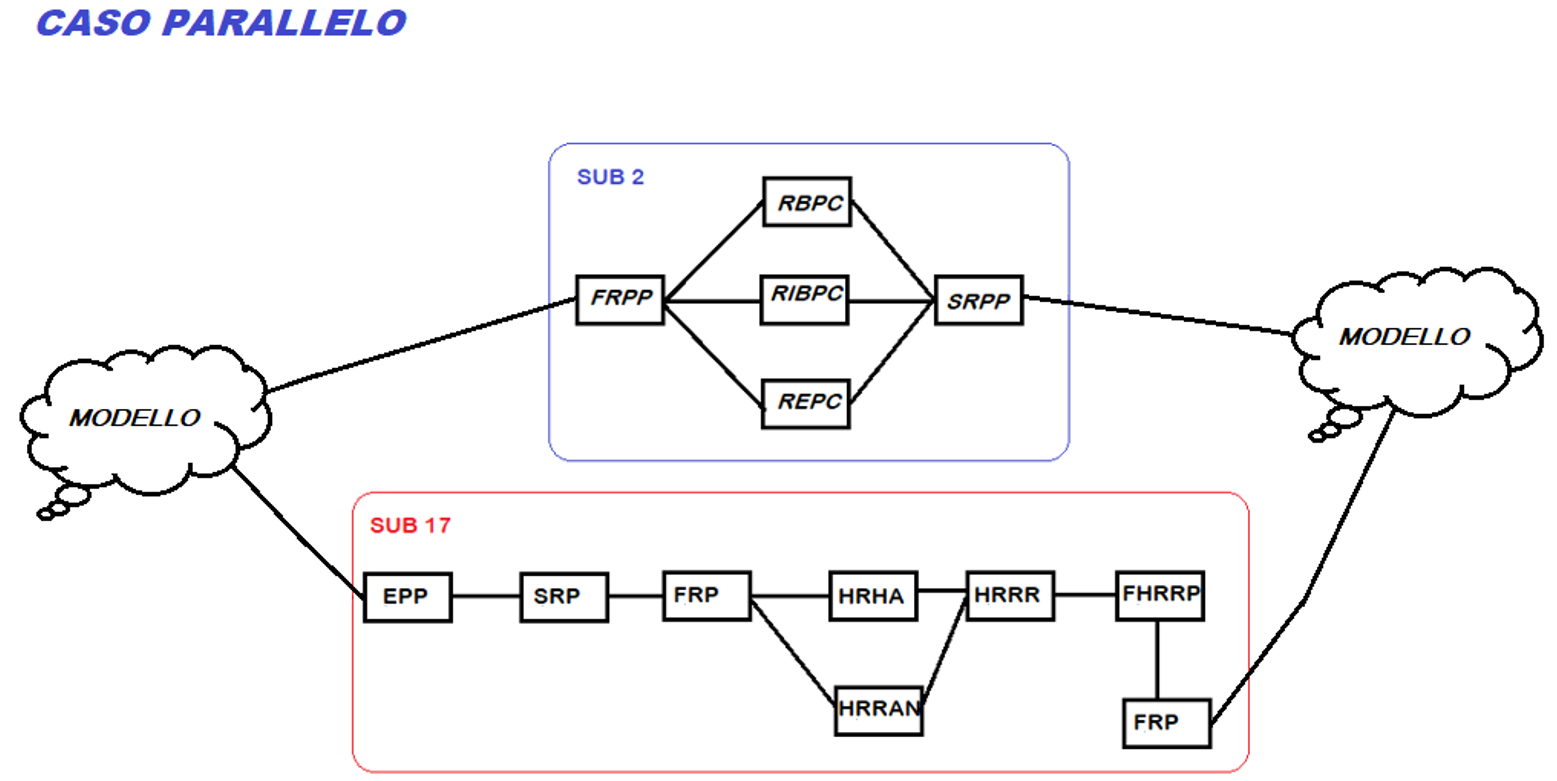 CASO PARALLELO
SUB 2
RBPC
FRPP
RIBPC
SRPP
REPC
MODELLO
MODELLO
SUB 17
EPP
SRP
FRP
HRHA
HRRR
FHRRP
HRRAN
FRP